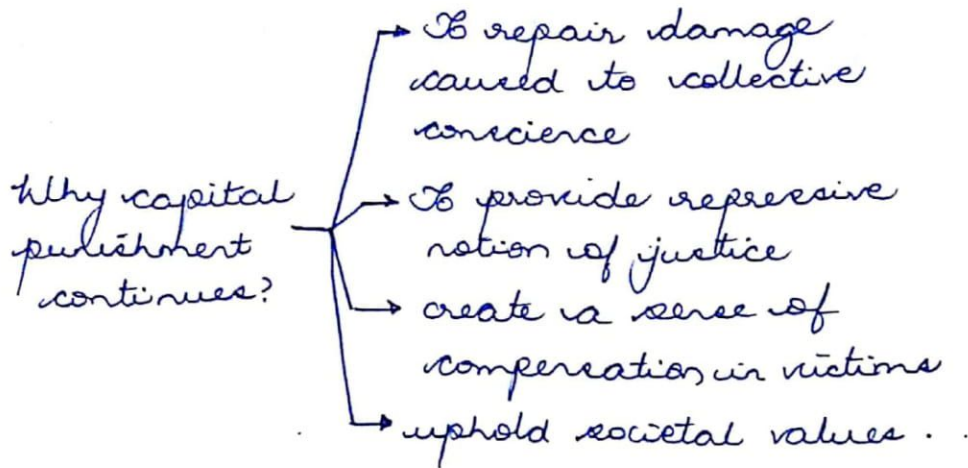 To repair damage
caused to collective
conscience
Why capital
punishment
continues?
To provide repressive
notion of justice
create a sense of
compensation in victims
uphold societal values . .